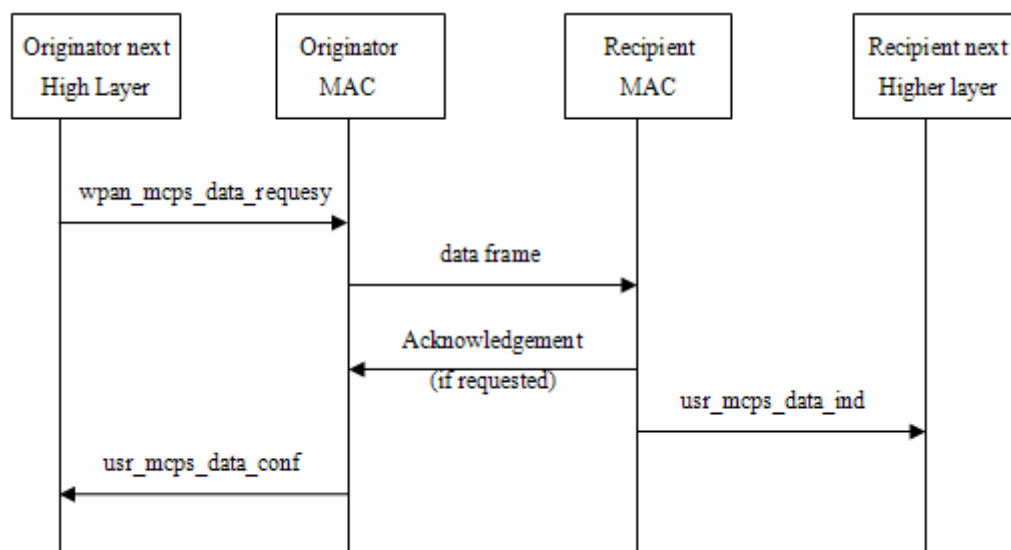 Originator next
High Layer
Originator
MAC
Recipient
MAC
Recipient next
Higher layer
wpan_mcps_data_requesy
data frame
Acknowledgement
(if requested)
usr_mcps_data_ind
usr_mcps_data_conf